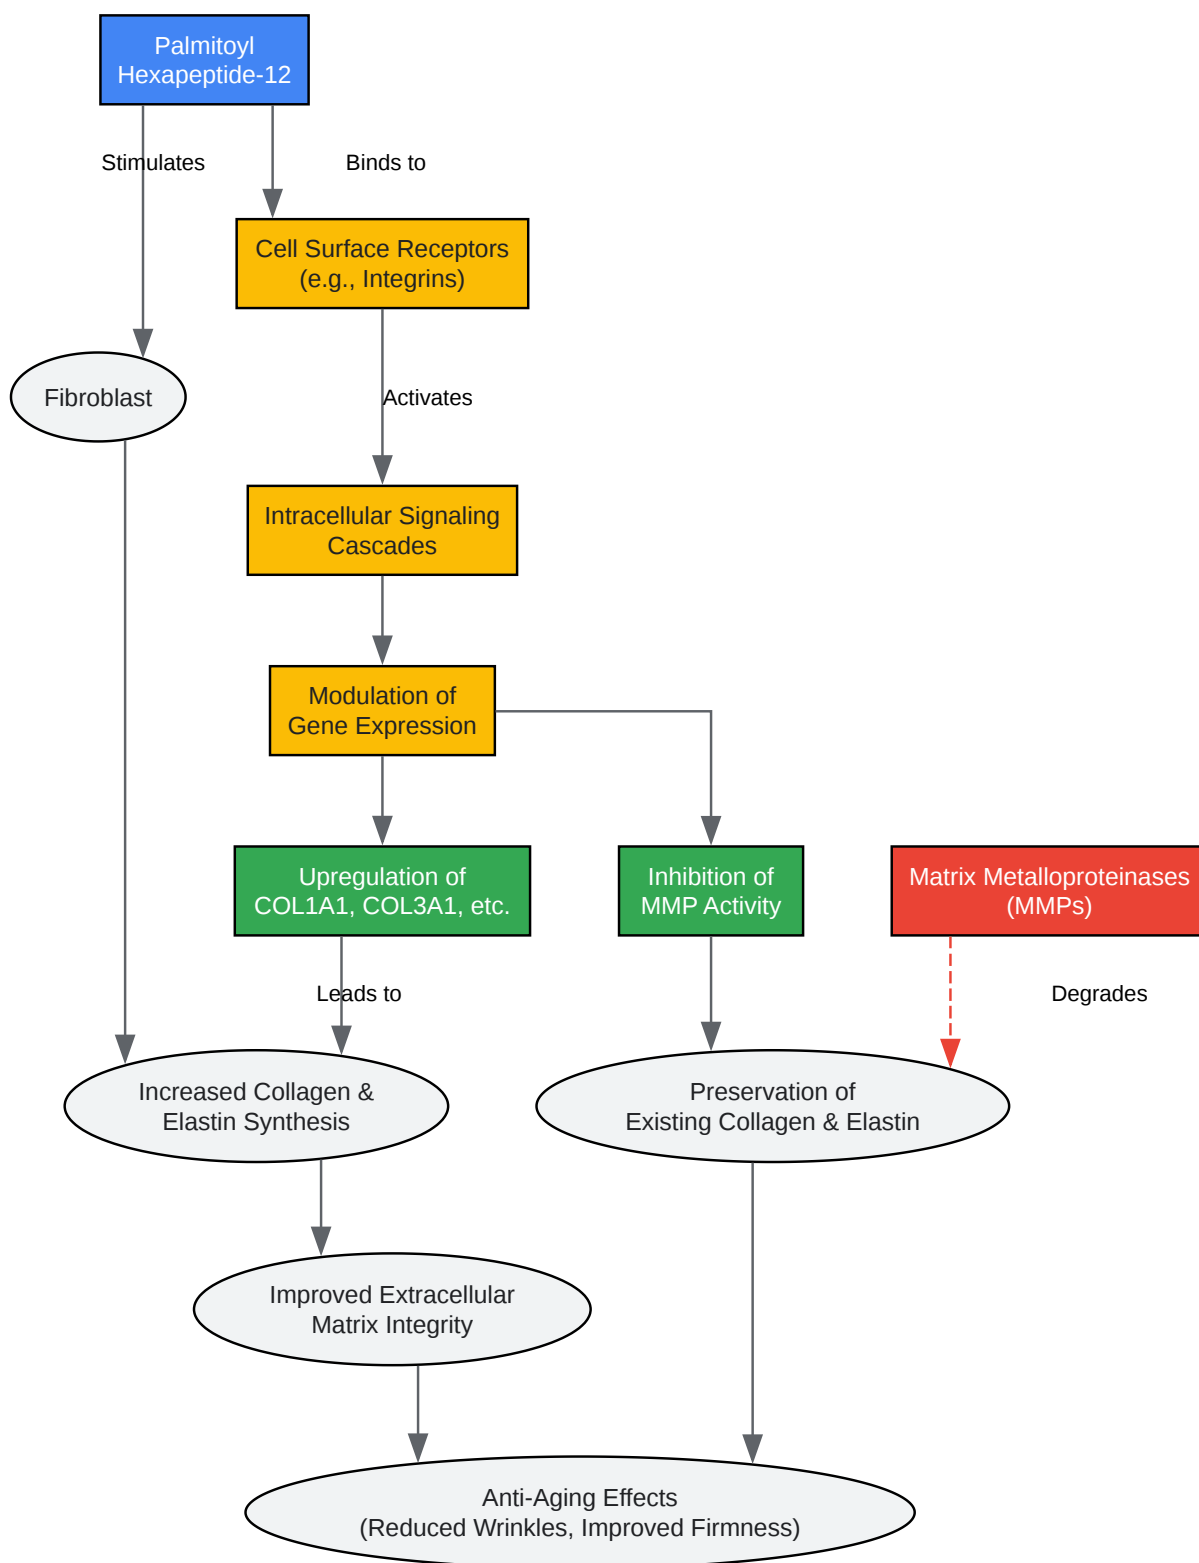 Palmitoyl
Hexapeptide-12
Stimulates
Binds to
Cell Surface Receptors
(e.g., Integrins)
Fibroblast
Activates
Intracellular Signaling
Cascades
Modulation of
Gene Expression
Upregulation of
COL1A1, COL3A1, etc.
Inhibition of
MMP Activity
Matrix Metalloproteinases
(MMPs)
Leads to
Degrades
Increased Collagen &
Elastin Synthesis
Preservation of
Existing Collagen & Elastin
Improved Extracellular
Matrix Integrity
Anti-Aging Effects
(Reduced Wrinkles, Improved Firmness)